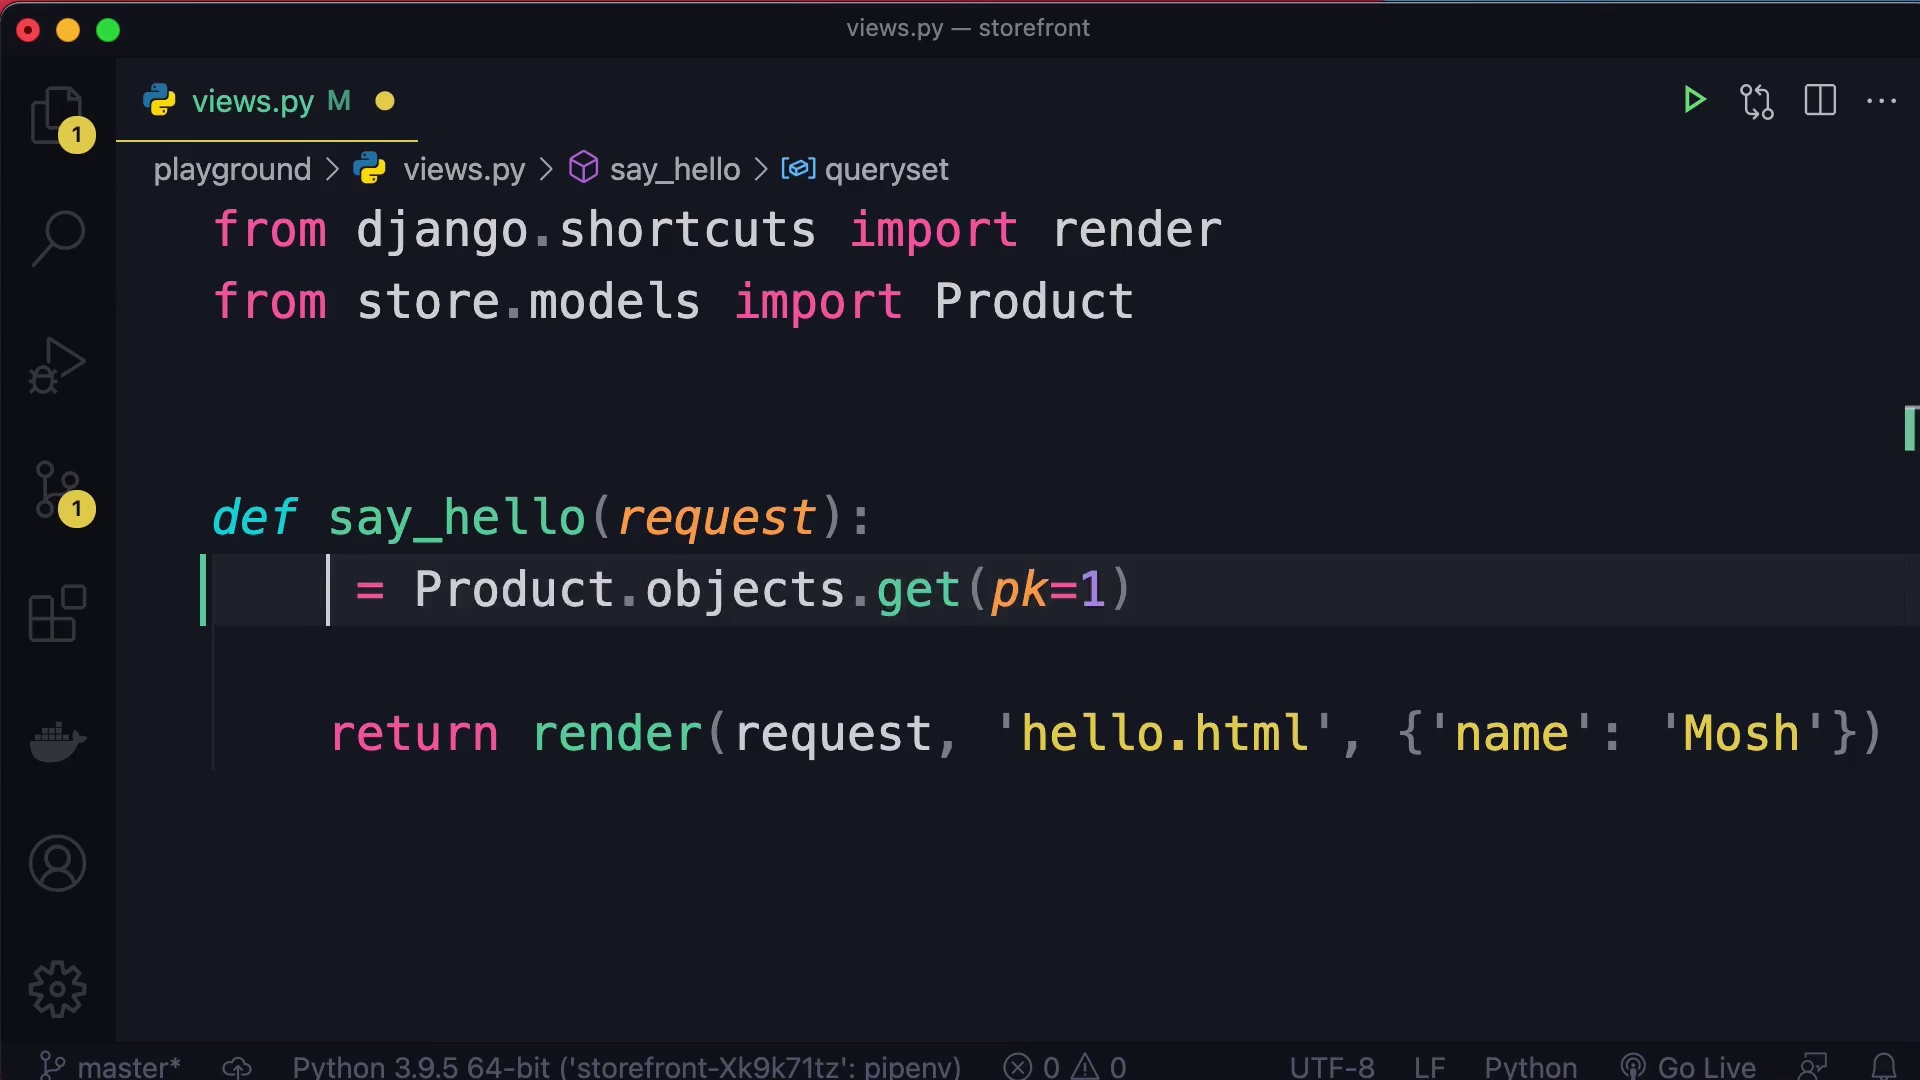 views.py — storefront
views.py M
1
playground > views.py > say_hello > queryset
from django.shortcuts import render
from store.models import Product
def say_hello(request):
= Product.objects.get(pk=1)
return render(request, 'hello.html', {'name': 'Mosh'})
1
master* Python 3.9.5 64-bit ('storefront-Xk9k71tz': pipenv) 0 0 UTF-8 LF Python Go Live